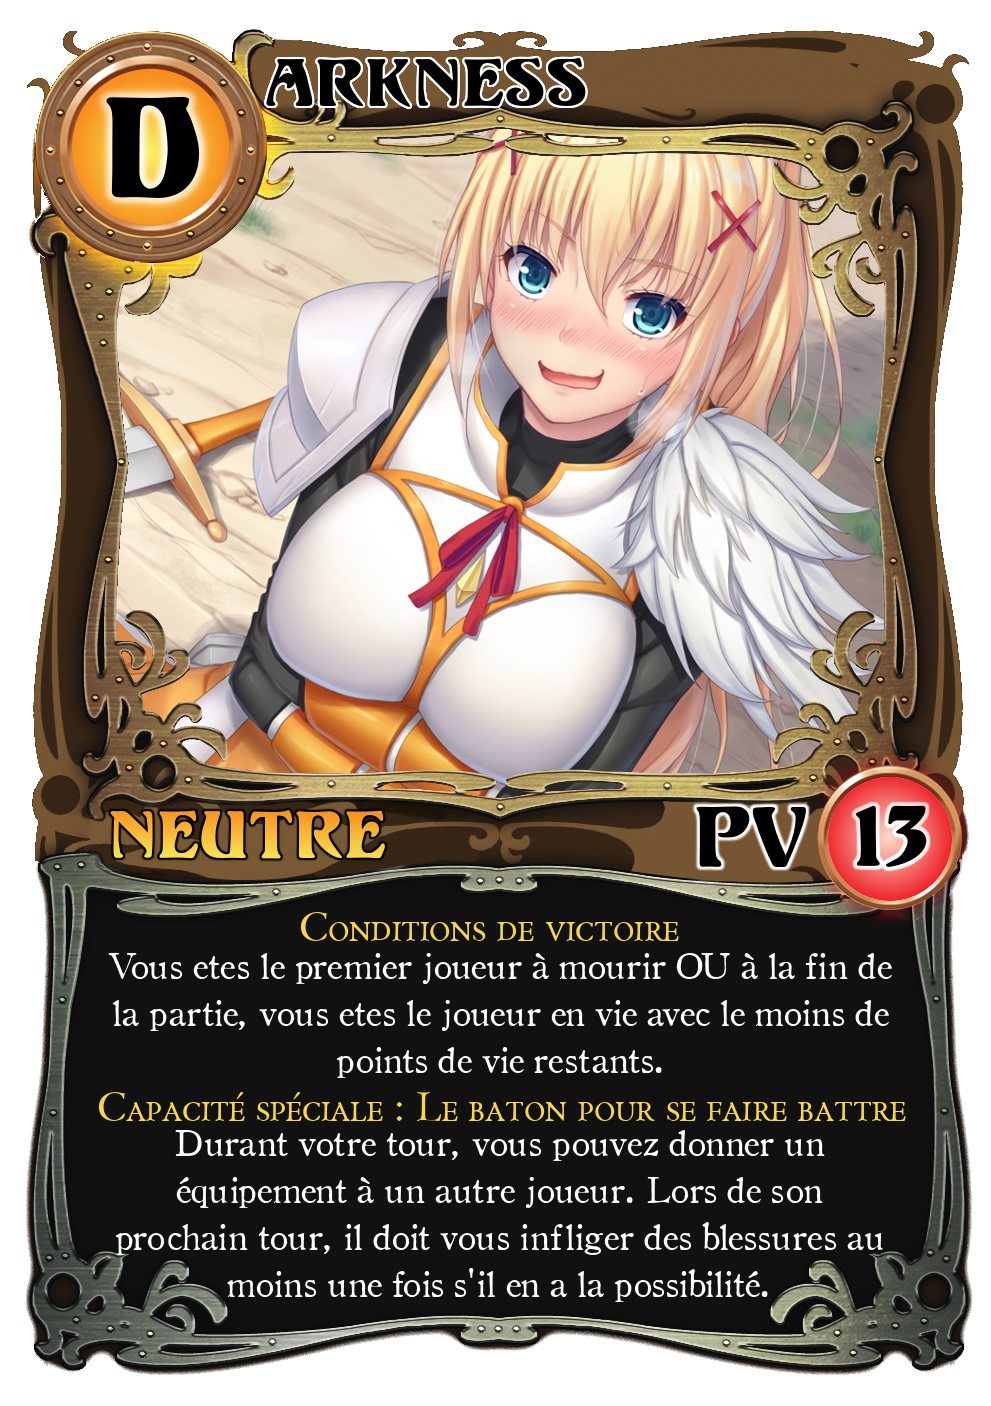 DARKNESS
NEUTRE
PV 13
Conditions de victoire
Vous etes le premier joueur à mourir OU à la fin de
la partie, vous etes le joueur en vie avec le moins de
points de vie restants.
Capacité spéciale : Le baton pour se faire battre
Durant votre tour, vous pouvez donner un
équipement à un autre joueur. Lors de son
prochain tour, il doit vous infliger des blessures au
moins une fois s'il en a la possibilité.